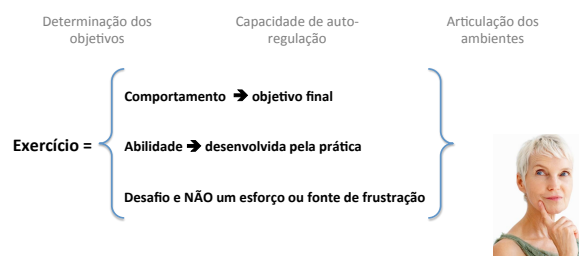 Determinação dos
objetivos
Capacidade de auto-
regulação
Articulação dos
ambientes
Comportamento ➔ objetivo final
Exercício =
Abilidade ➔ desenvolvida pela prática
Desafio e NÃO um esforço ou fonte de frustração